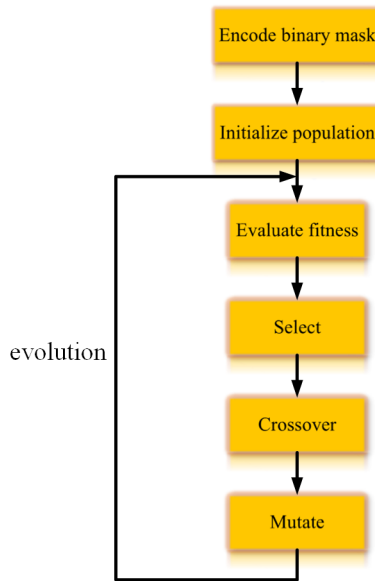 Encode binary mask
Initialize population
Evaluate fitness
Select
evolution
Crossover
Mutate